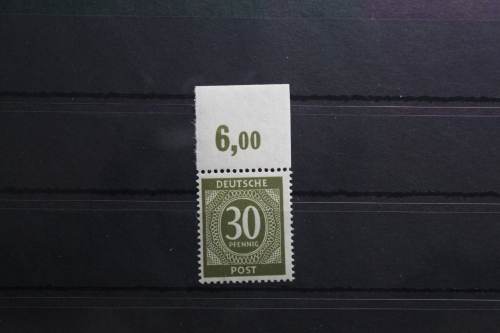 6,00
DEUTSCHE
30
PFENNIG
POST